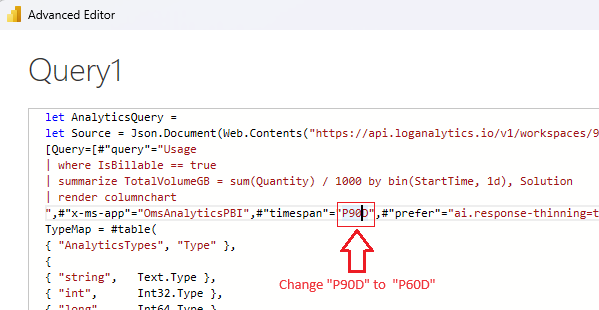 Advanced Editor
Query1
let AnalyticsQuery =
let Source = Json.Document(Web.Contents("https://api.loganalytics.io/v1/workspaces/9
[Query=[#"query"="Usage
| where IsBillable == true
| summarize TotalVolumeGB = sum(Quantity) / 1000 by bin(StartTime, 1d), Solution
| render columnchart
",#"x-ms-app"="OmsAnalyticsPBI",#"timespan"="P90D",#"prefer"="ai.response-thinning=t
TypeMap = #table(
{ "AnalyticsTypes", "Type" },
{
{ "string", Text.Type },
{ "int", Int32.Type },
{ "long", Int64.Type },
Change "P90D" to "P60D"